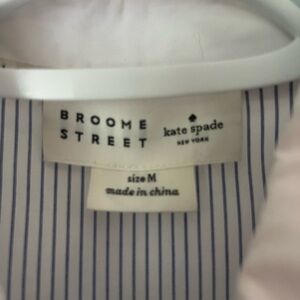 BROOME
STREET
kate spade
NEW YORK
size M
made in china